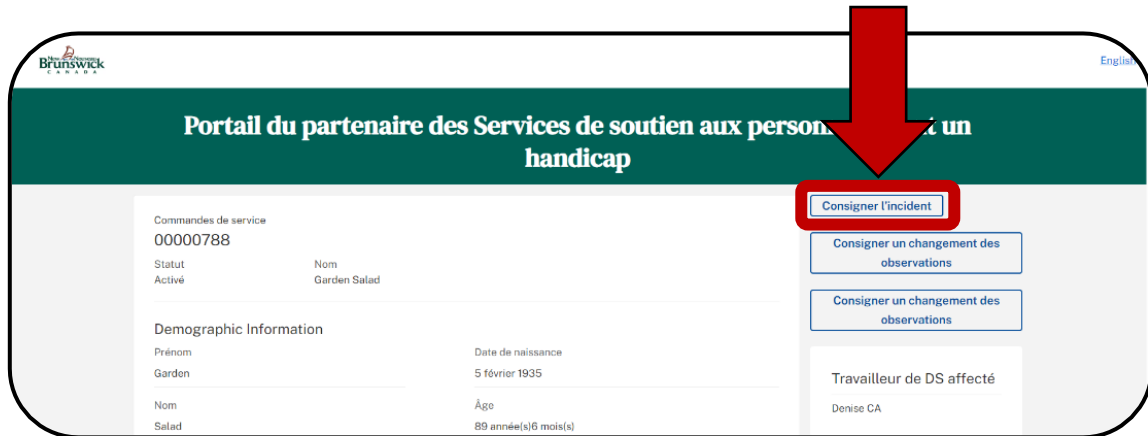 New Nouveau
Brunswick
CANADA
English
Portail du partenaire des Services de soutien aux person t un
handicap
Commandes de service
00000788
Statut
Nom
Activé
Garden Salad
Demographic Information
Prénom
Date de naissance
Garden
5 février 1935
Nom
Âge
Salad
89 année(s)6 mois(s)
Consigner l'incident
Consigner un changement des
observations
Consigner un changement des
observations
Travailleur de DS affecté
Denise CA